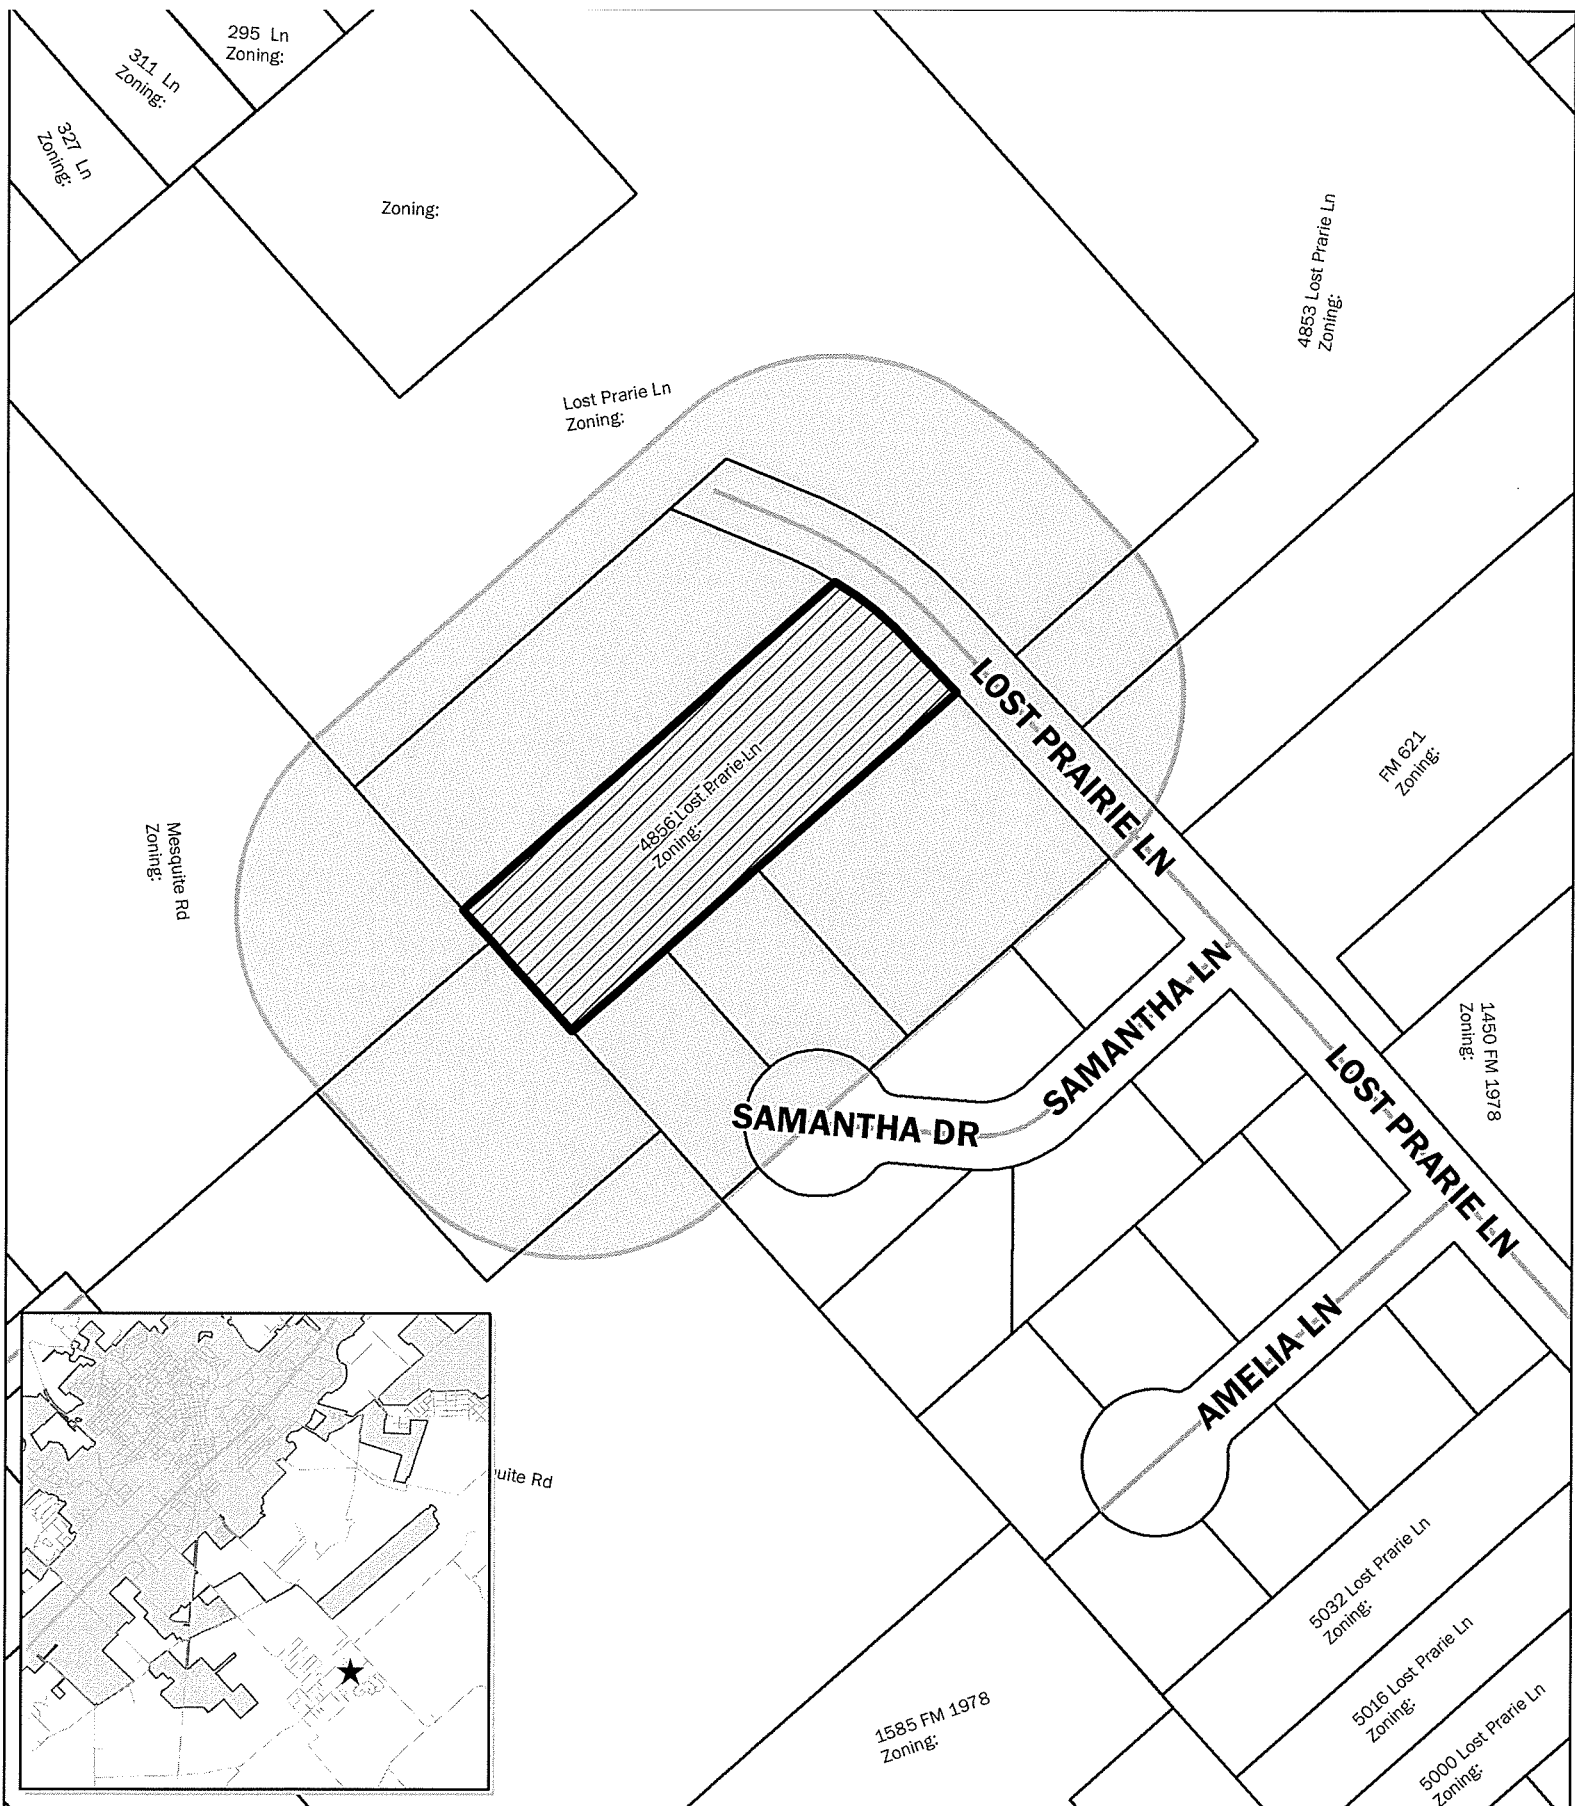 295 Ln
Zoning:
311 Ln
Zoning:
327 Ln
Zoning:
Zoning:
4853 Lost Prarie Ln
Zoning:
Lost Prarie Ln
Zoning:
LOST PRAIRIE LN
FM 621
Zoning:
4856 Lost Prarie Ln
Zoning:
Mesquite Rd
Zoning:
SAMANTHA LN
1450 FM 1978
Zoning:
SAMANTHA DR
LOST PRARIE LN
AMELIA LN
uite Rd
5032 Lost Prarie Ln
Zoning:
5016 Lost Prarie Ln
Zoning:
1585 FM 1978
Zoning:
5000 Lost Prarie Ln
Zoning: